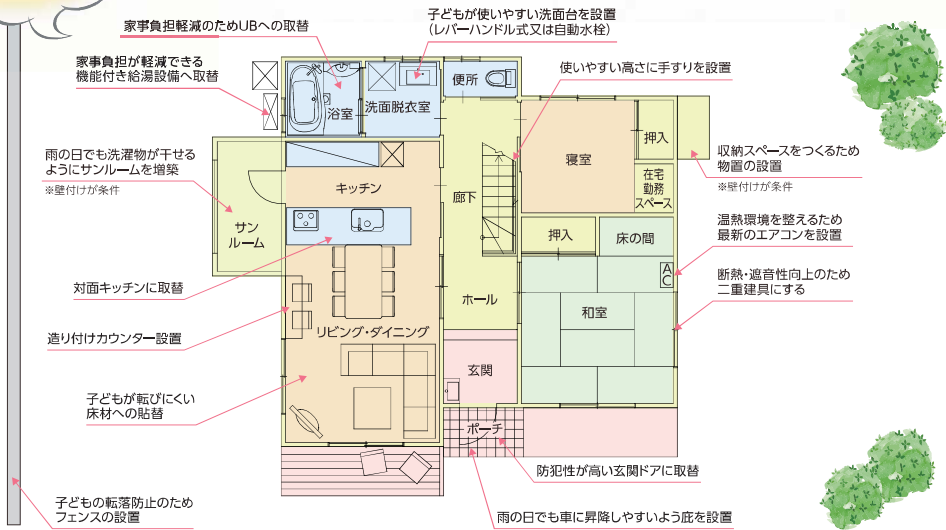 家事負担軽減のためUBへの取替
子どもが使いやすい洗面台を設置
（レバーハンドル式又は自動水栓）
家事負担が軽減できる
機能付き給湯設備へ取替
使いやすい高さに手すりを設置
便所
浴室
洗面脱衣室
押入
寝室
収納スペースをつくるため
物置の設置
※壁付けが条件
雨の日でも洗濯物が干せる
ようにサンルームを増築
※壁付けが条件
キッチン
廊下
在宅
勤務
スペース
サン
ルーム
押入
床の間
温熱環境を整えるため
最新のエアコンを設置
AC
断熱・遮音性向上のため
二重建具にする
対面キッチンに取替
ホール
和室
造り付けカウンター設置
リビング・ダイニング
玄関
子どもが転びにくい
床材への貼替
ポーチ
防犯性が高い玄関ドアに取替
子どもの転落防止のため
フェンスの設置
雨の日でも車に昇降しやすいよう庇を設置